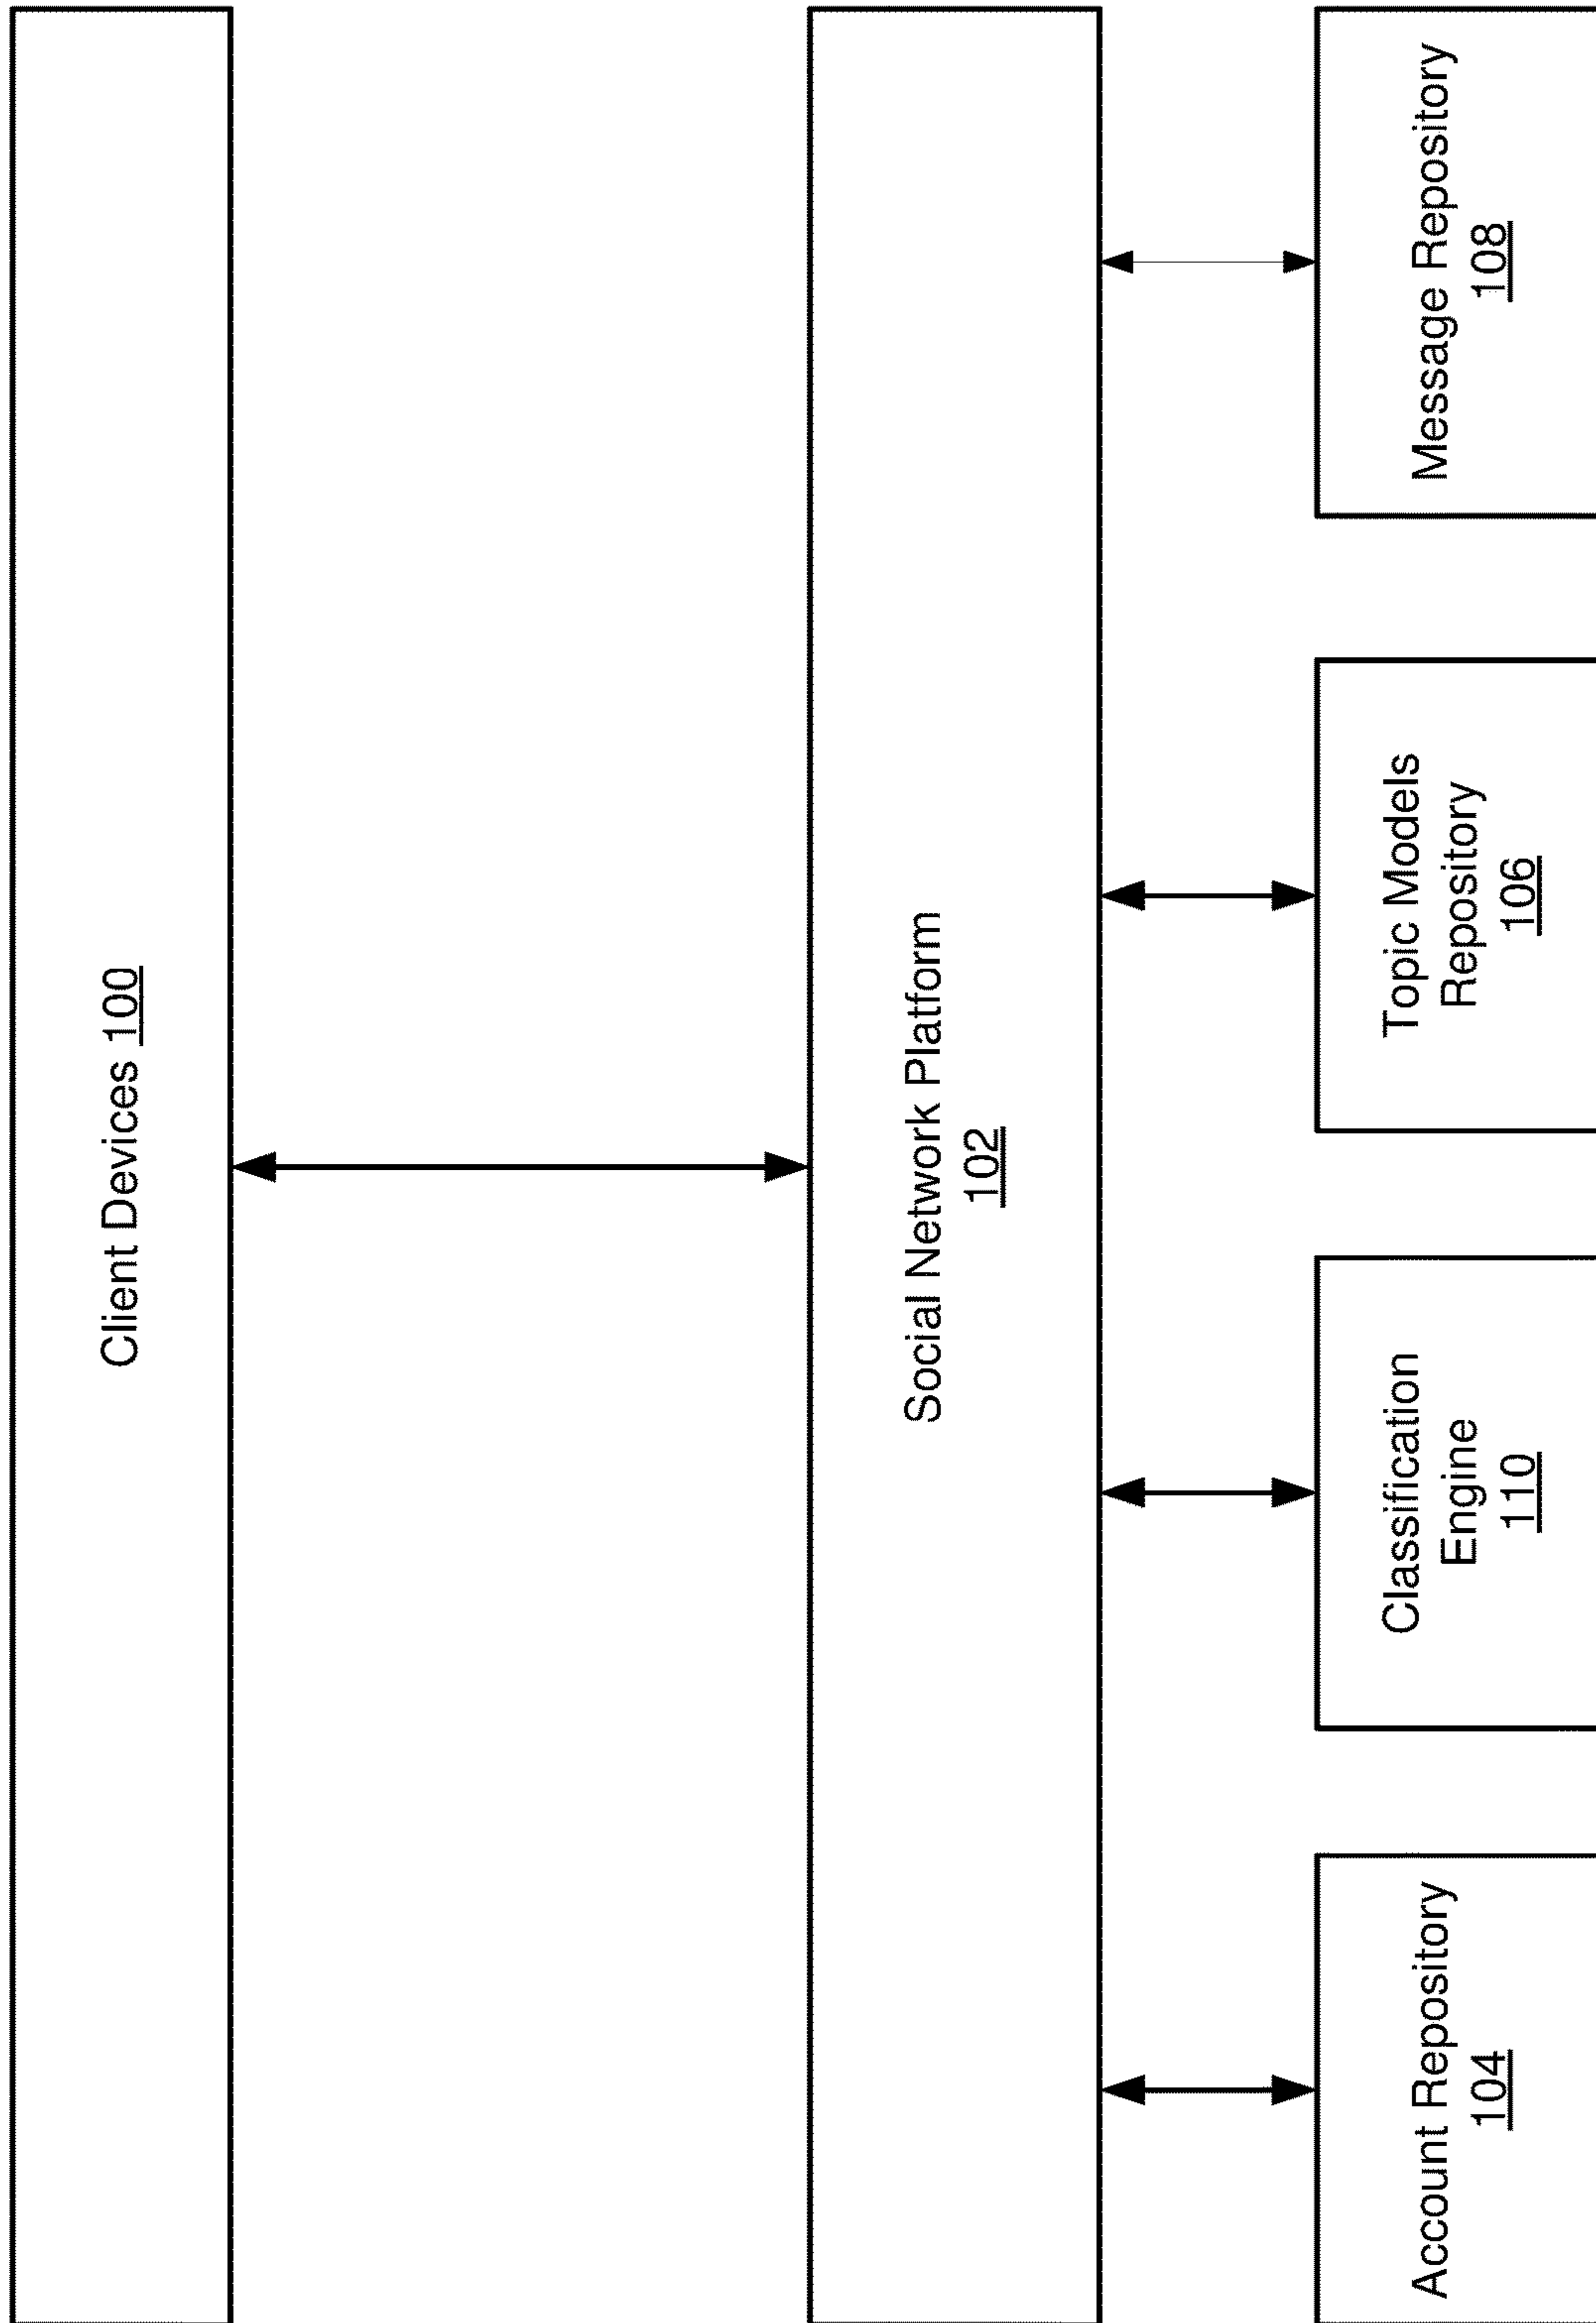 Client Devices 100
Social Network Platform
102
Account Repository
104
Classification
Engine
110
Topic Models
Repository
106
Message Repository
108